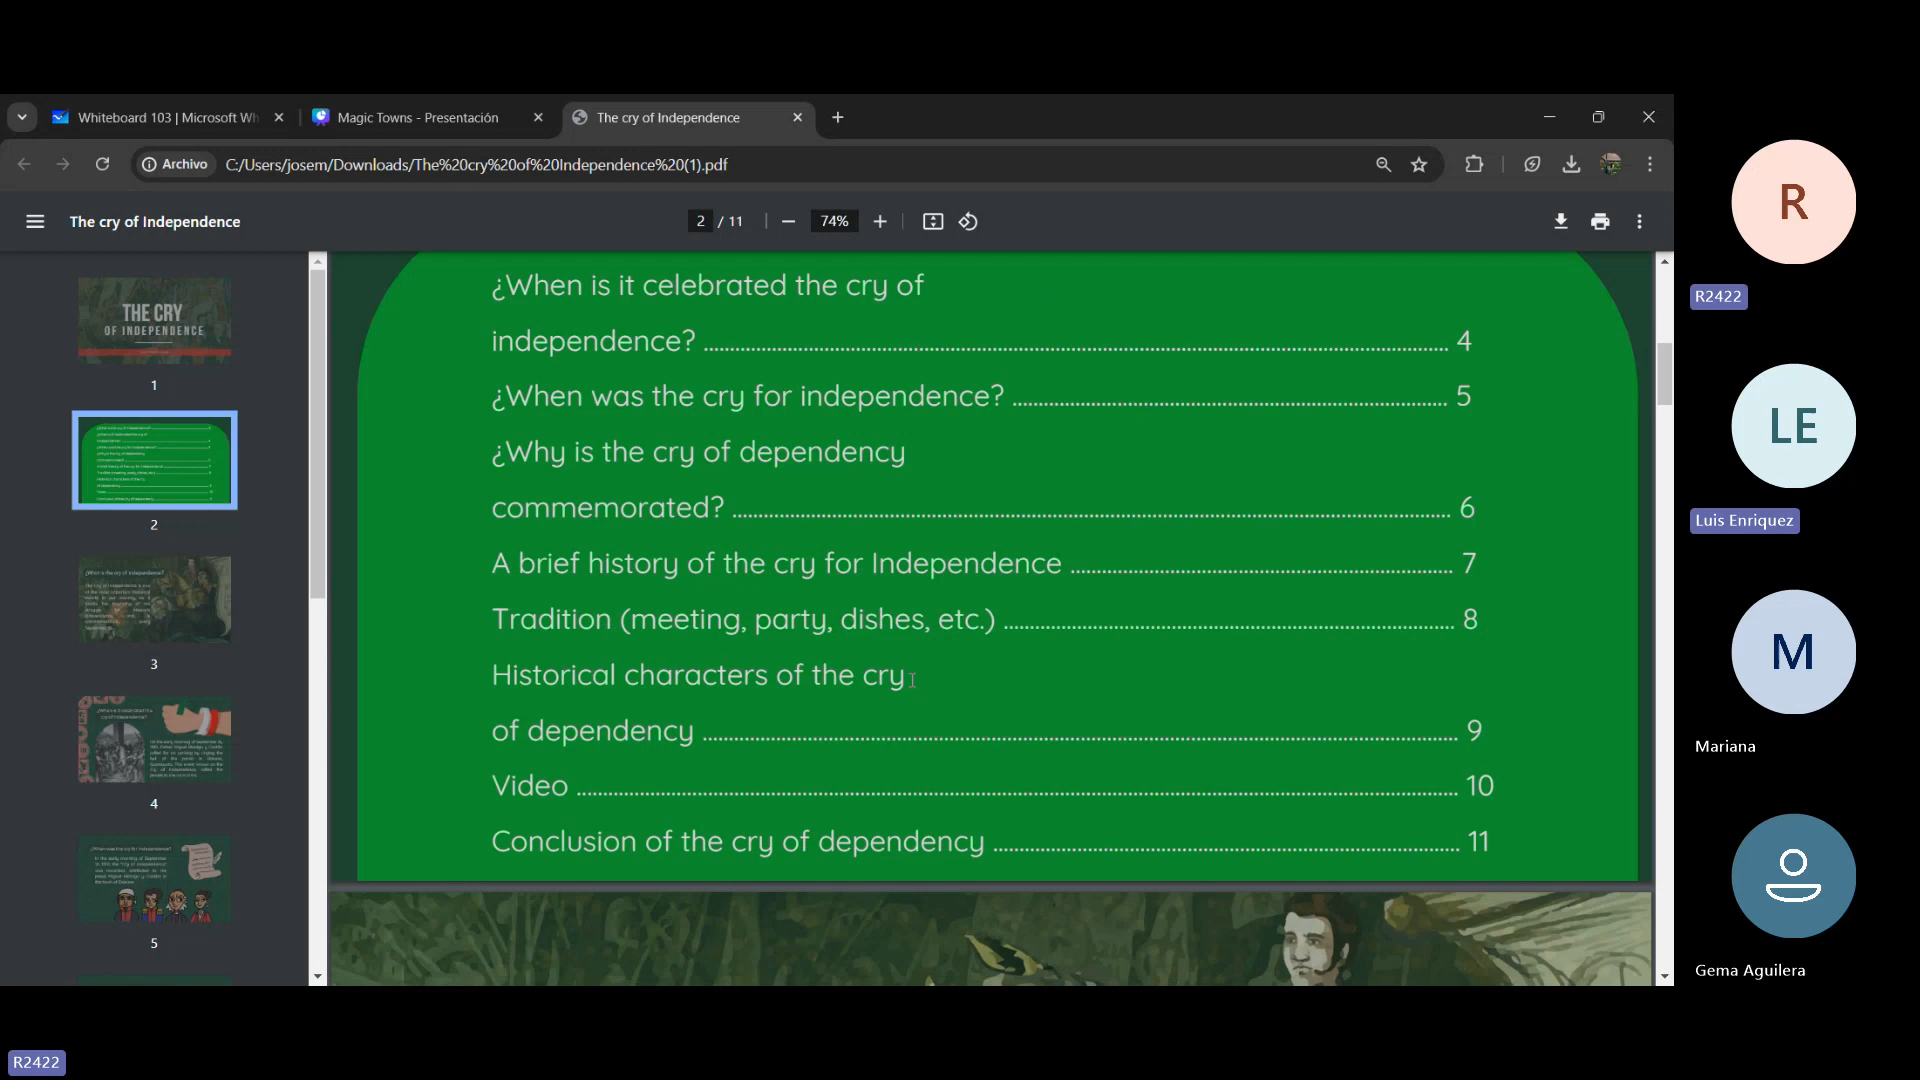 Whiteboard 103 | Microsoft Wh
Magic Towns - Presentación
The cry of Independence
Archivo
C:/Users/josem/Downloads/The%20cry%20of%20Independence%20(1).pdf
The cry of Independence
2 / 11
74%
THE CRY
OF INDEPENDENCE
1
2
3
4
5
¿When is it celebrated the cry of
independence? 4
¿When was the cry for independence? 5
¿Why is the cry of dependency
commemorated? 6
A brief history of the cry for Independence 7
Tradition (meeting, party, dishes, etc.) 8
Historical characters of the cry
of dependency 9
Video 10
Conclusion of the cry of dependency 11
R
R2422
LE
Luis Enriquez
M
Mariana
Gema Aguilera
R2422